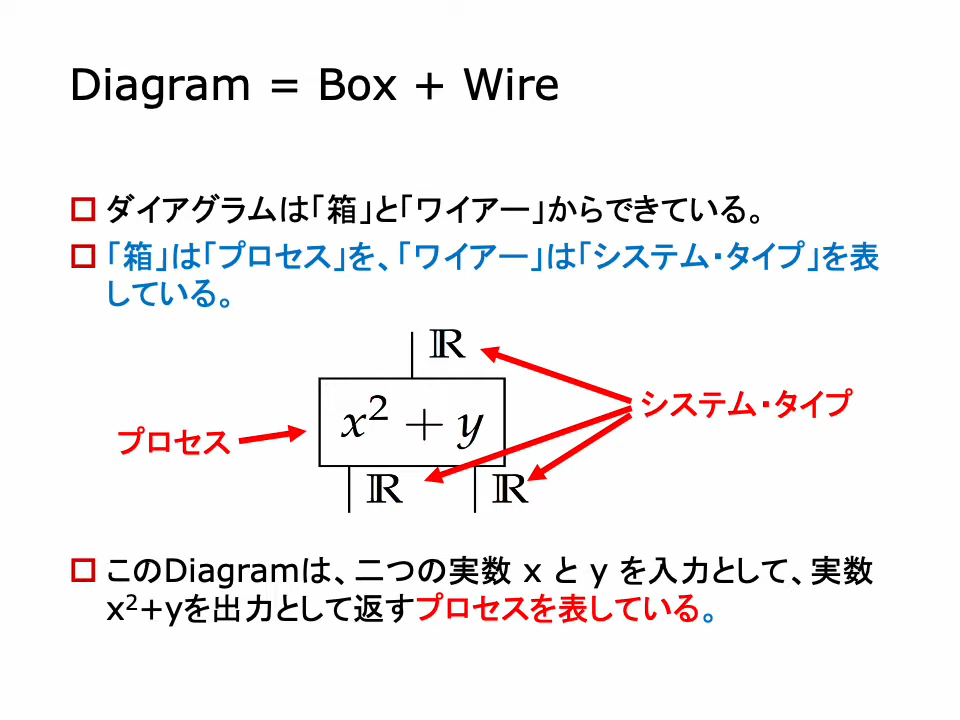 Diagram = Box + Wire
ダイアグラムは「箱」と「ワイアー」からできている。
「箱」は「プロセス」を、「ワイアー」は「システム・タイプ」を表
している。
ℝ
システム・タイプ
x² + y
プロセス
ℝ ℝ
このDiagramは、二つの実数 x と y を入力として、実数
x²+yを出力として返すプロセスを表している。